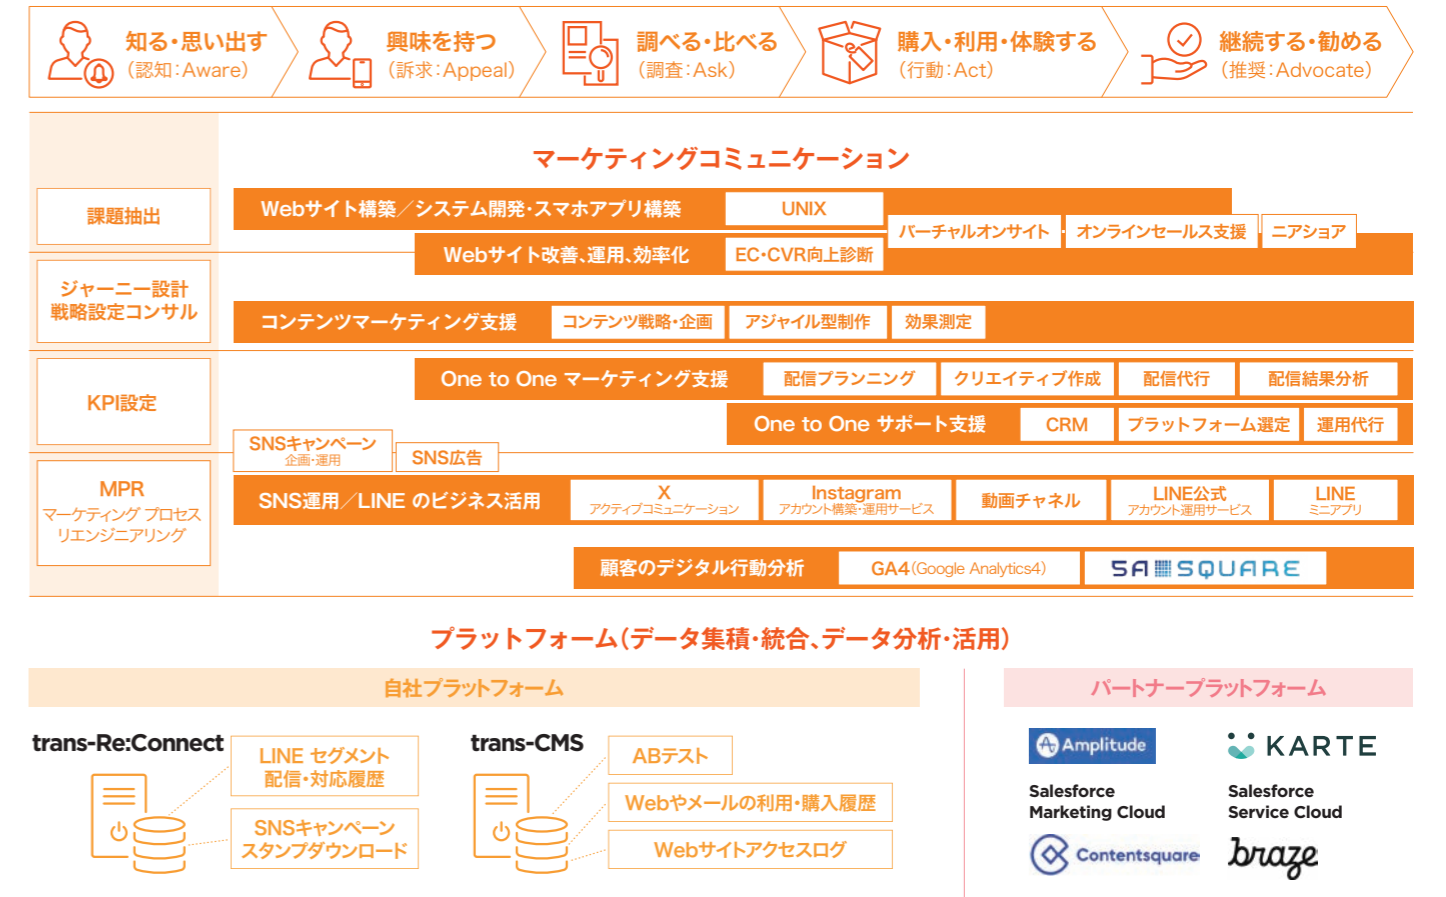 知る・思い出す
（認知：Aware）
興味を持つ
（訴求：Appeal）
調べる・比べる
（調査：Ask）
購入・利用・体験する
（行動：Act）
継続する・勧める
（推奨：Advocate）
マーケティングコミュニケーション
課題抽出
ジャーニー設計
戦略設定コンサル
KPI設定
MPR
マーケティング プロセス
リエンジニアリング
Webサイト構築／システム開発・スマホアプリ構築
UNIX
バーチャルオンサイト
オンラインセールス支援
ニアショア
Webサイト改善、運用、効率化
EC・CVR向上診断
コンテンツマーケティング支援
コンテンツ戦略・企画
アジャイル型制作
効果測定
One to One マーケティング支援
配信プランニング
クリエイティブ作成
配信代行
配信結果分析
One to One サポート支援
CRM
プラットフォーム選定
運用代行
SNSキャンペーン
企画・運用
SNS広告
SNS運用／LINE のビジネス活用
X
アクティブコミュニケーション
Instagram
アカウント構築・運用サービス
動画チャネル
LINE公式
アカウント運用サービス
LINE
ミニアプリ
顧客のデジタル行動分析
GA4（Google Analytics4）
SA SQUARE
プラットフォーム（データ集積・統合、データ分析・活用）
自社プラットフォーム
trans-Re:Connect
LINE セグメント
配信・対応履歴
SNSキャンペーン
スタンプダウンロード
trans-CMS
ABテスト
Webやメールの利用・購入履歴
Webサイトアクセスログ
パートナープラットフォーム
Amplitude
KARTE
Salesforce
Marketing Cloud
Salesforce
Service Cloud
Contentsquare
braze